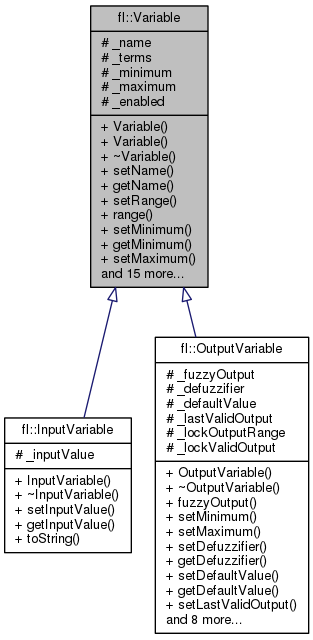 fl::Variable
# _name
# _terms
# _minimum
# _maximum
# _enabled
+ Variable()
+ Variable()
+ ~Variable()
+ setName()
+ getName()
+ setRange()
+ range()
+ setMinimum()
+ getMinimum()
+ setMaximum()
and 15 more...
fl::InputVariable
# _inputValue
+ InputVariable()
+ ~InputVariable()
+ setInputValue()
+ getInputValue()
+ toString()
fl::OutputVariable
# _fuzzyOutput
# _defuzzifier
# _defaultValue
# _lastValidOutput
# _lockOutputRange
# _lockValidOutput
+ OutputVariable()
+ ~OutputVariable()
+ fuzzyOutput()
+ setMinimum()
+ setMaximum()
+ setDefuzzifier()
+ getDefuzzifier()
+ setDefaultValue()
+ getDefaultValue()
+ setLastValidOutput()
and 8 more...